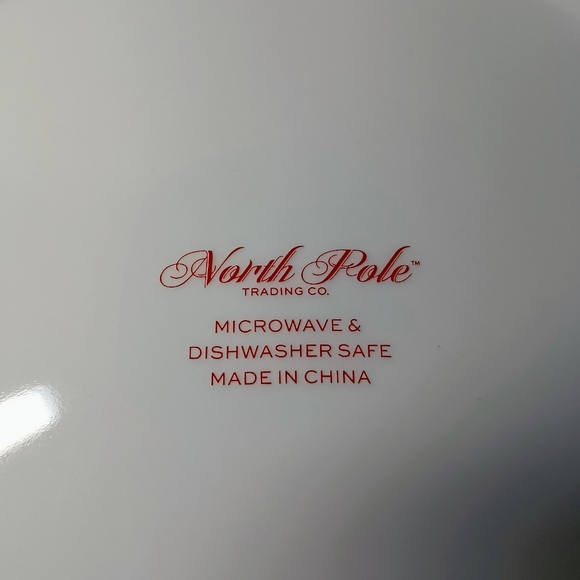 North Pole™
TRADING CO.
MICROWAVE &
DISHWASHER SAFE
MADE IN CHINA